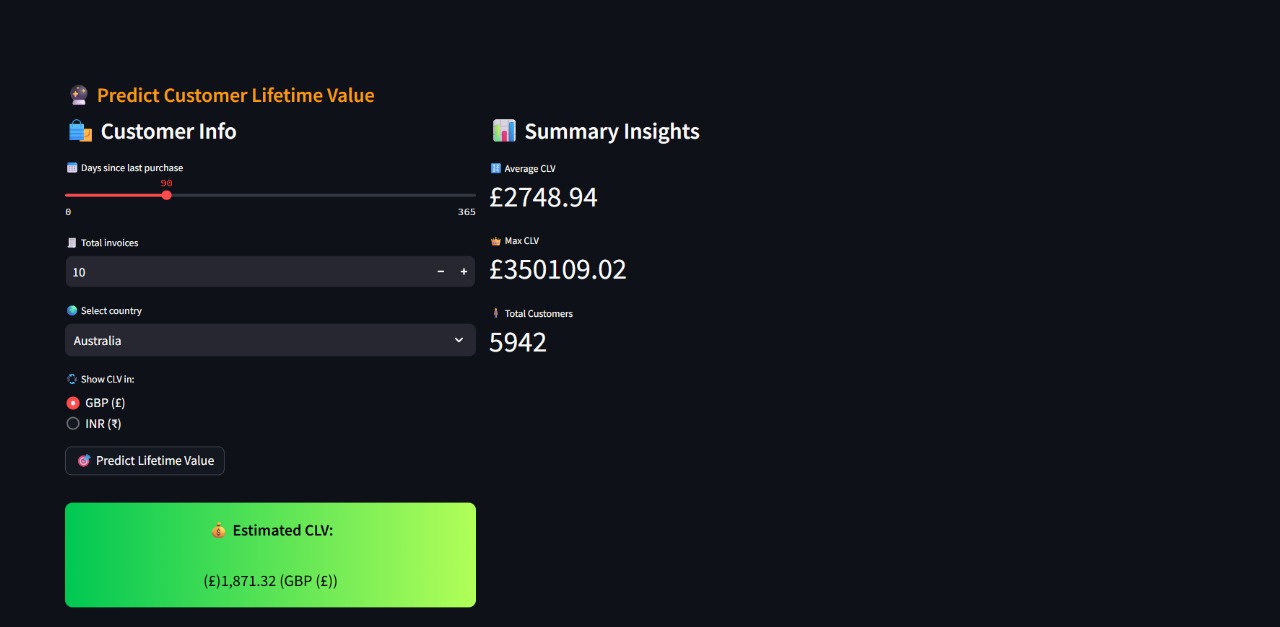 Predict Customer Lifetime Value
Customer Info
Days since last purchase
90
0 365
Total invoices
10 − +
Select country
Australia
Show CLV in:
GBP (£)
INR (₹)
Predict Lifetime Value
Estimated CLV:
(£)1,871.32 (GBP (£))
Summary Insights
Average CLV
£2748.94
Max CLV
£350109.02
Total Customers
5942